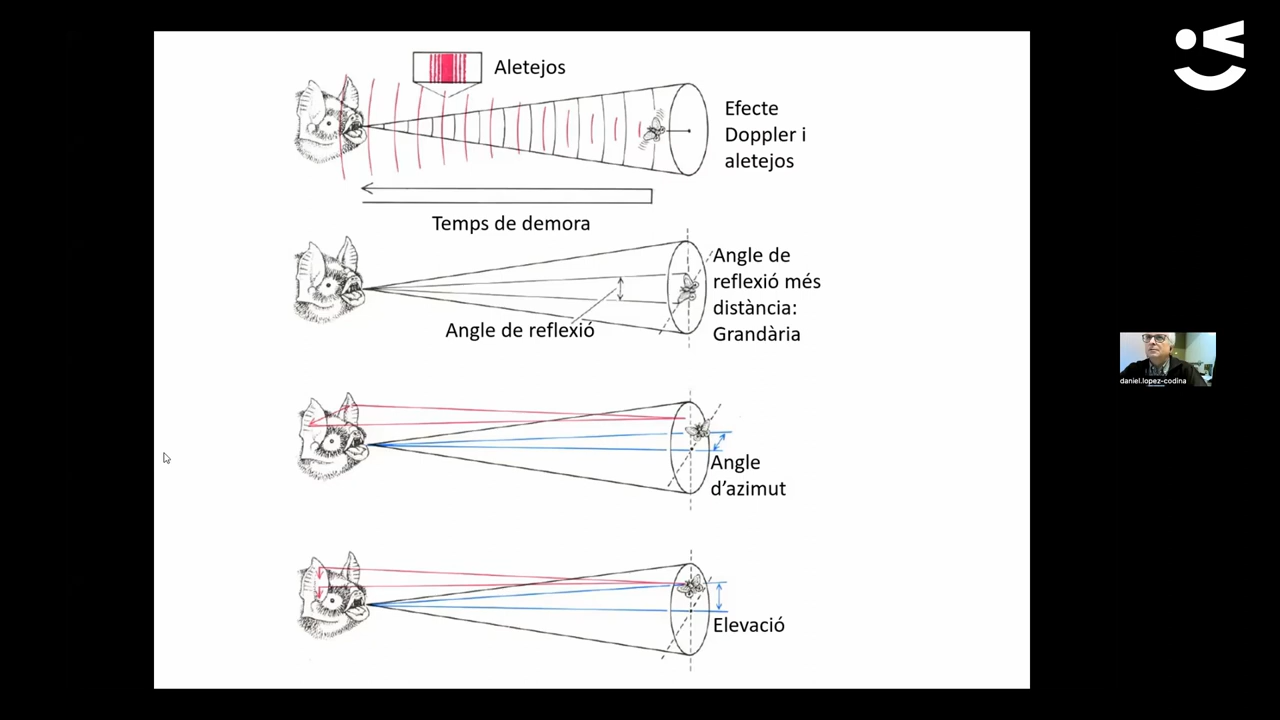 Aletejos
Efecte
Doppler i
aletejos
Temps de demora
Angle de
reflexió més
distància:
Grandària
Angle de reflexió
Angle
d'azimut
Elevació
daniel.lopez-codina